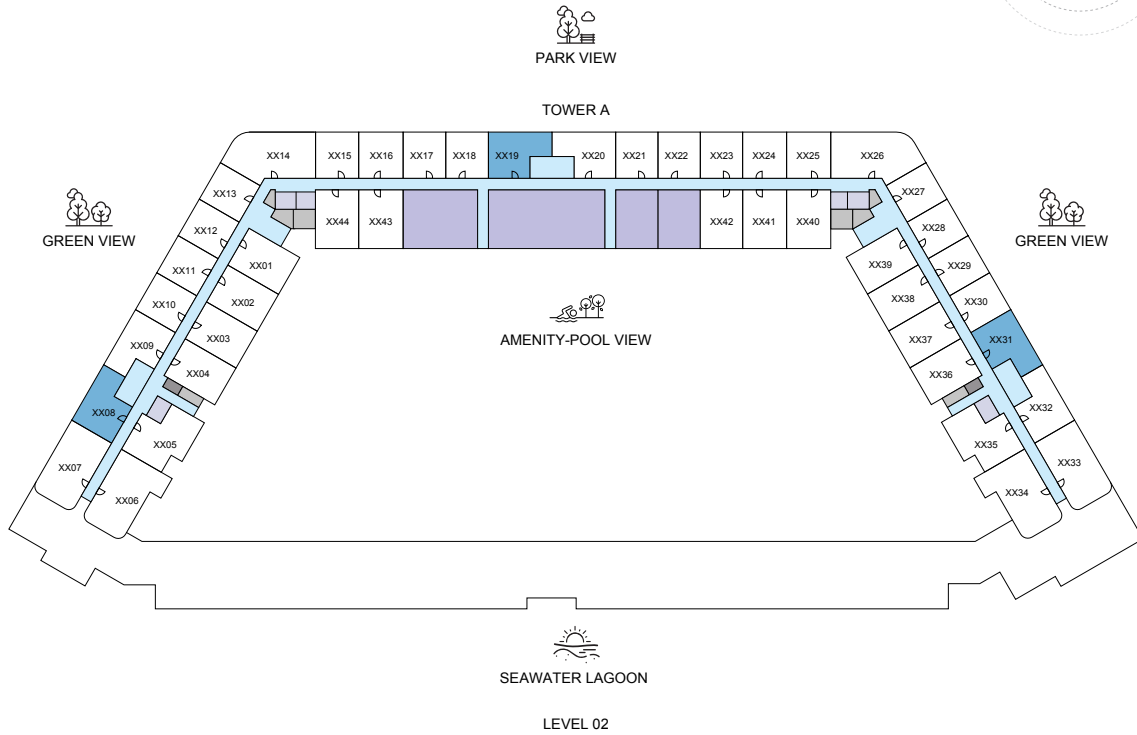 PARK VIEW
TOWER A
XX14
XX15
XX16
XX17
XX18
XX19
XX20
XX21
XX22
XX23
XX24
XX25
XX26
XX13
XX27
XX44
XX43
XX42
XX41
XX40
XX12
XX28
GREEN VIEW
GREEN VIEW
XX11
XX01
XX39
XX29
XX10
XX02
XX38
XX30
XX09
XX03
XX37
XX31
AMENITY-POOL VIEW
XX04
XX36
XX08
XX32
XX05
XX35
XX07
XX33
XX06
XX34
SEAWATER LAGOON
LEVEL 02